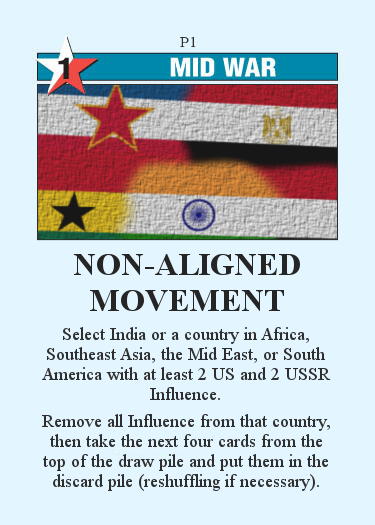 P1
1 MID WAR
NON-ALIGNED
MOVEMENT
Select India or a country in Africa,
Southeast Asia, the Mid East, or South
America with at least 2 US and 2 USSR
Influence.
Remove all Influence from that country,
then take the next four cards from the
top of the draw pile and put them in the
discard pile (reshuffling if necessary).